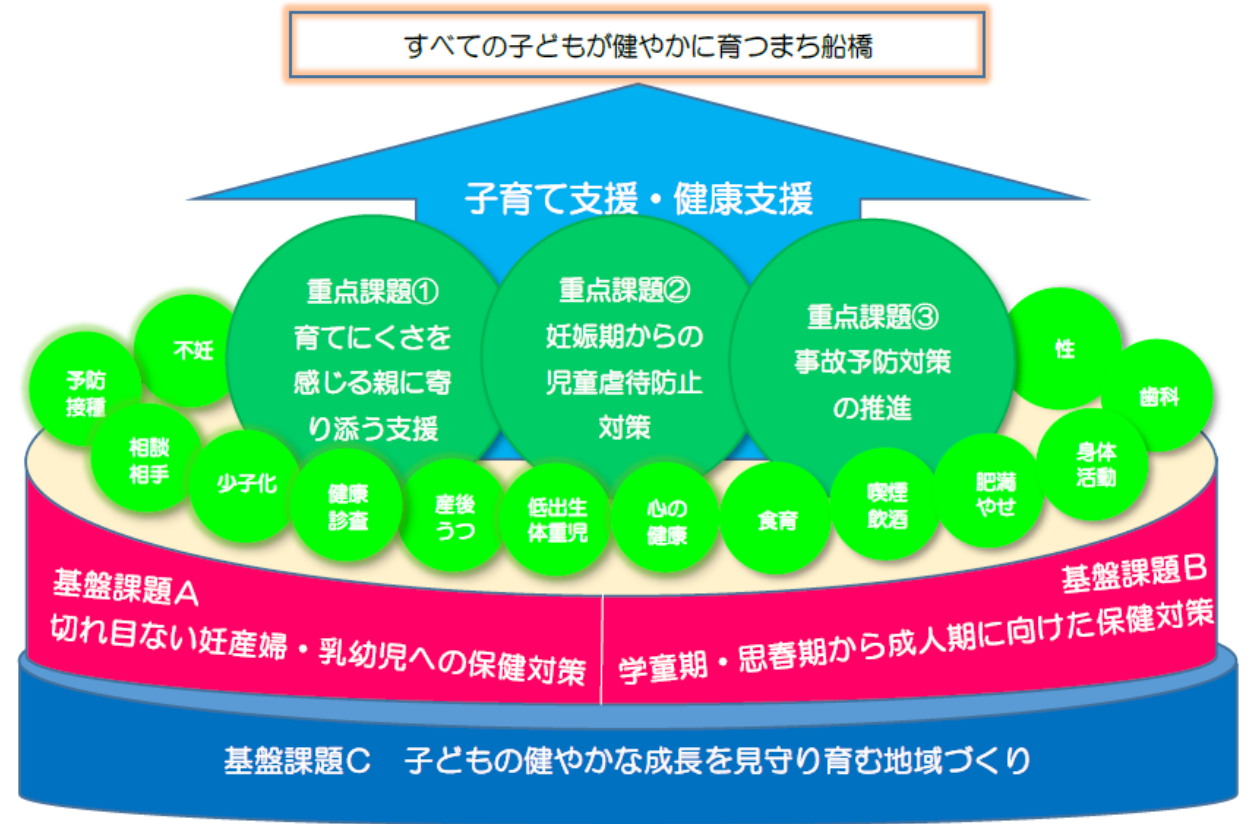 すべての子どもが健やかに育つまち船橋
子育て支援・健康支援
重点課題①
育てにくさを
感じる親に寄
り添う支援
重点課題②
妊娠期からの
児童虐待防止
対策
重点課題③
事故予防対策
の推進
不妊
予防
接種
相談
相手
少子化
健康
診査
産後
うつ
低出生
体重児
心の
健康
食育
喫煙
飲酒
肥満
やせ
身体
活動
歯科
性
基盤課題A
切れ目ない妊産婦・乳幼児への保健対策
基盤課題B
学童期・思春期から成人期に向けた保健対策
基盤課題C　子どもの健やかな成長を見守り育む地域づくり